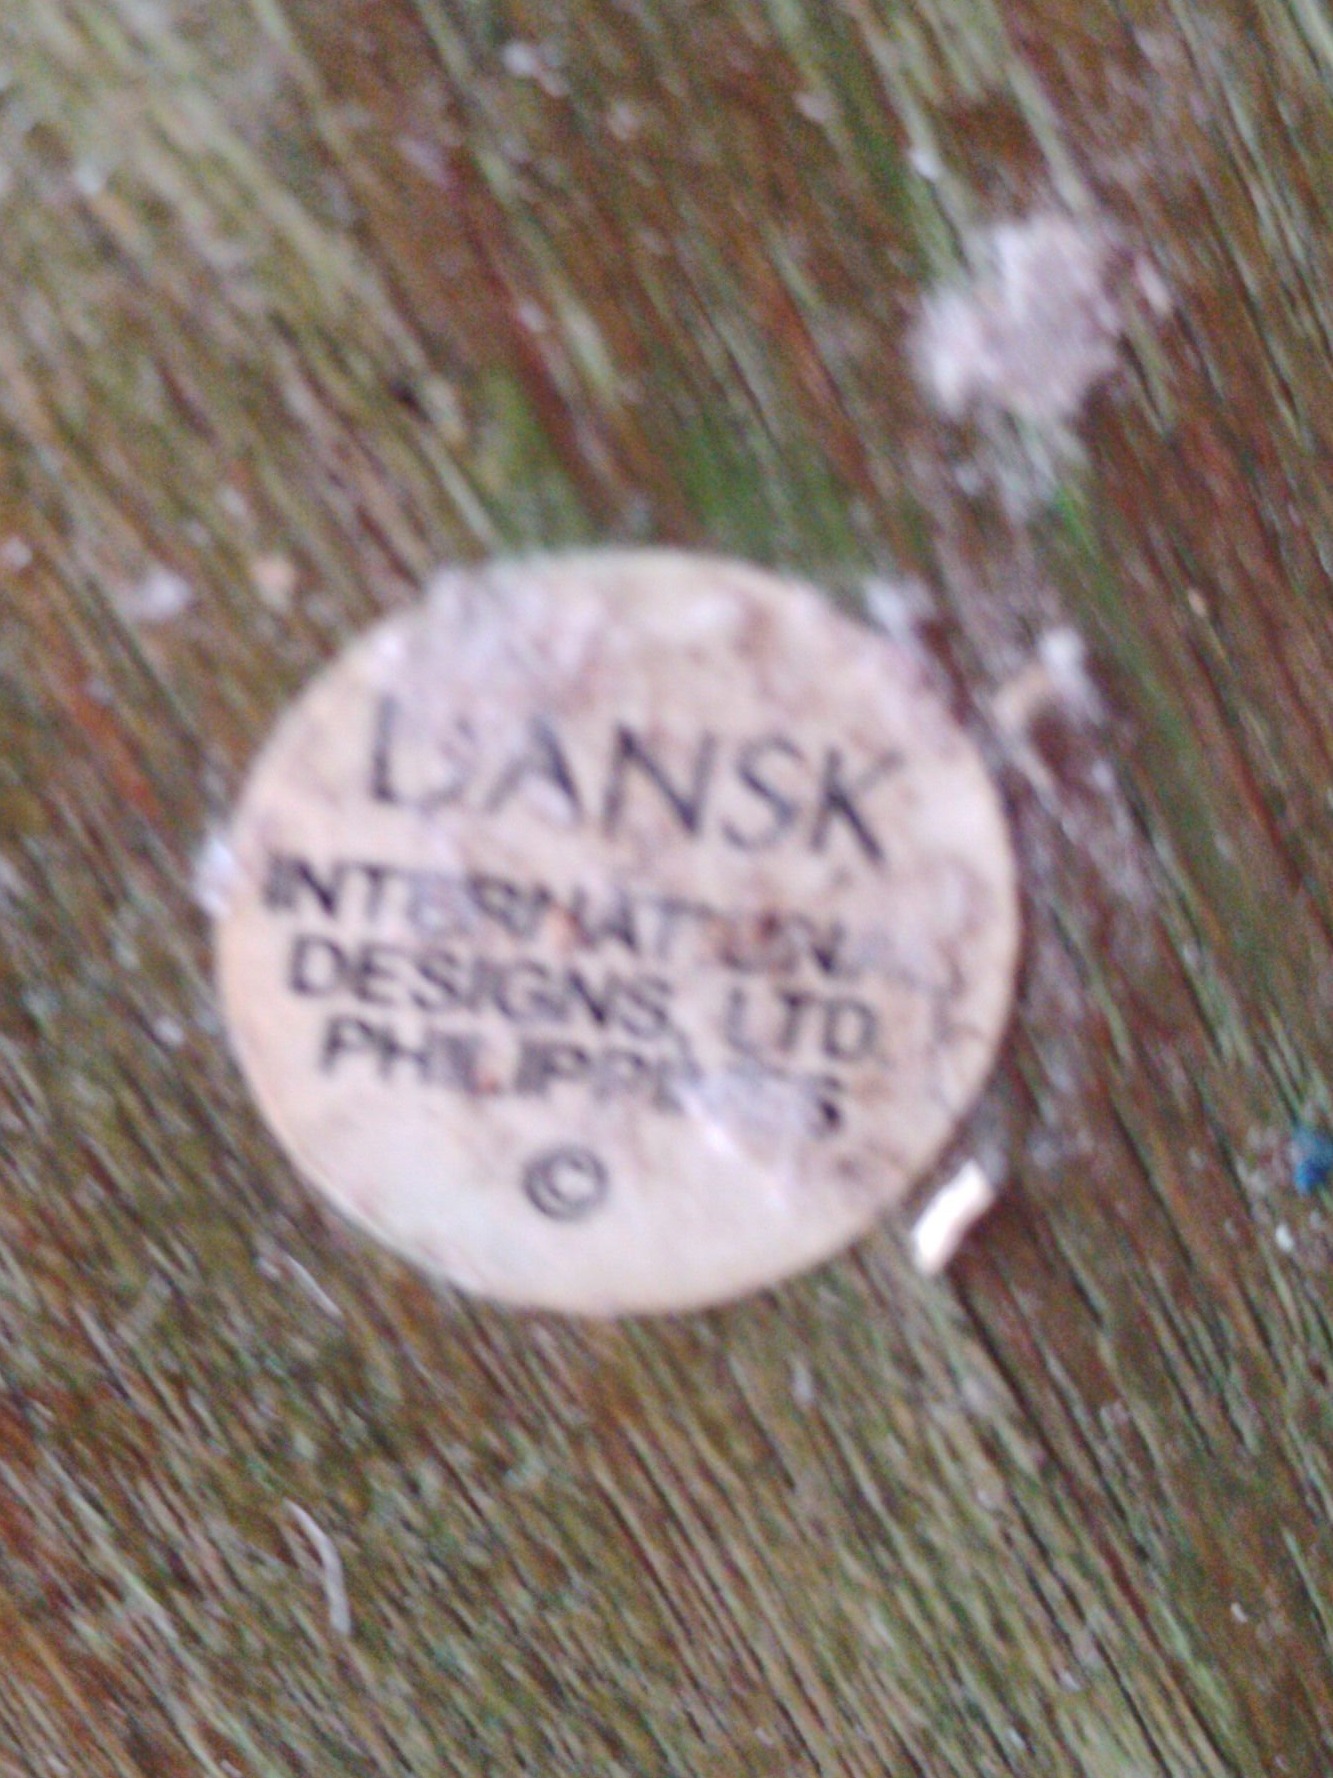 DANSK
INTERNATIONAL
DESIGNS LTD
PHILIPPINES
©